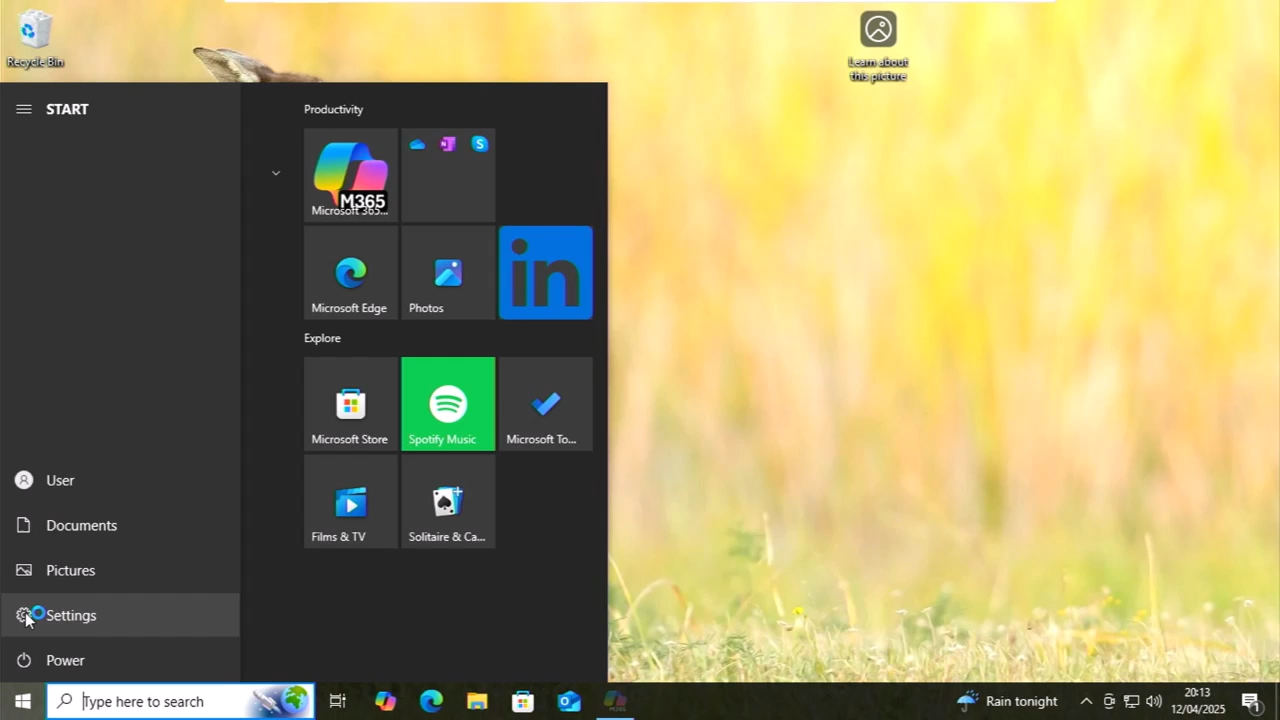 Recycle Bin
Learn about
this picture
START
Productivity
M365
Microsoft 365...
Microsoft Edge
Photos
in
Explore
Microsoft Store
Spotify Music
Microsoft To...
Films & TV
Solitaire & Ca...
User
Documents
Pictures
Settings
Power
Type here to search
M365
Rain tonight
20:13
12/04/2025
1